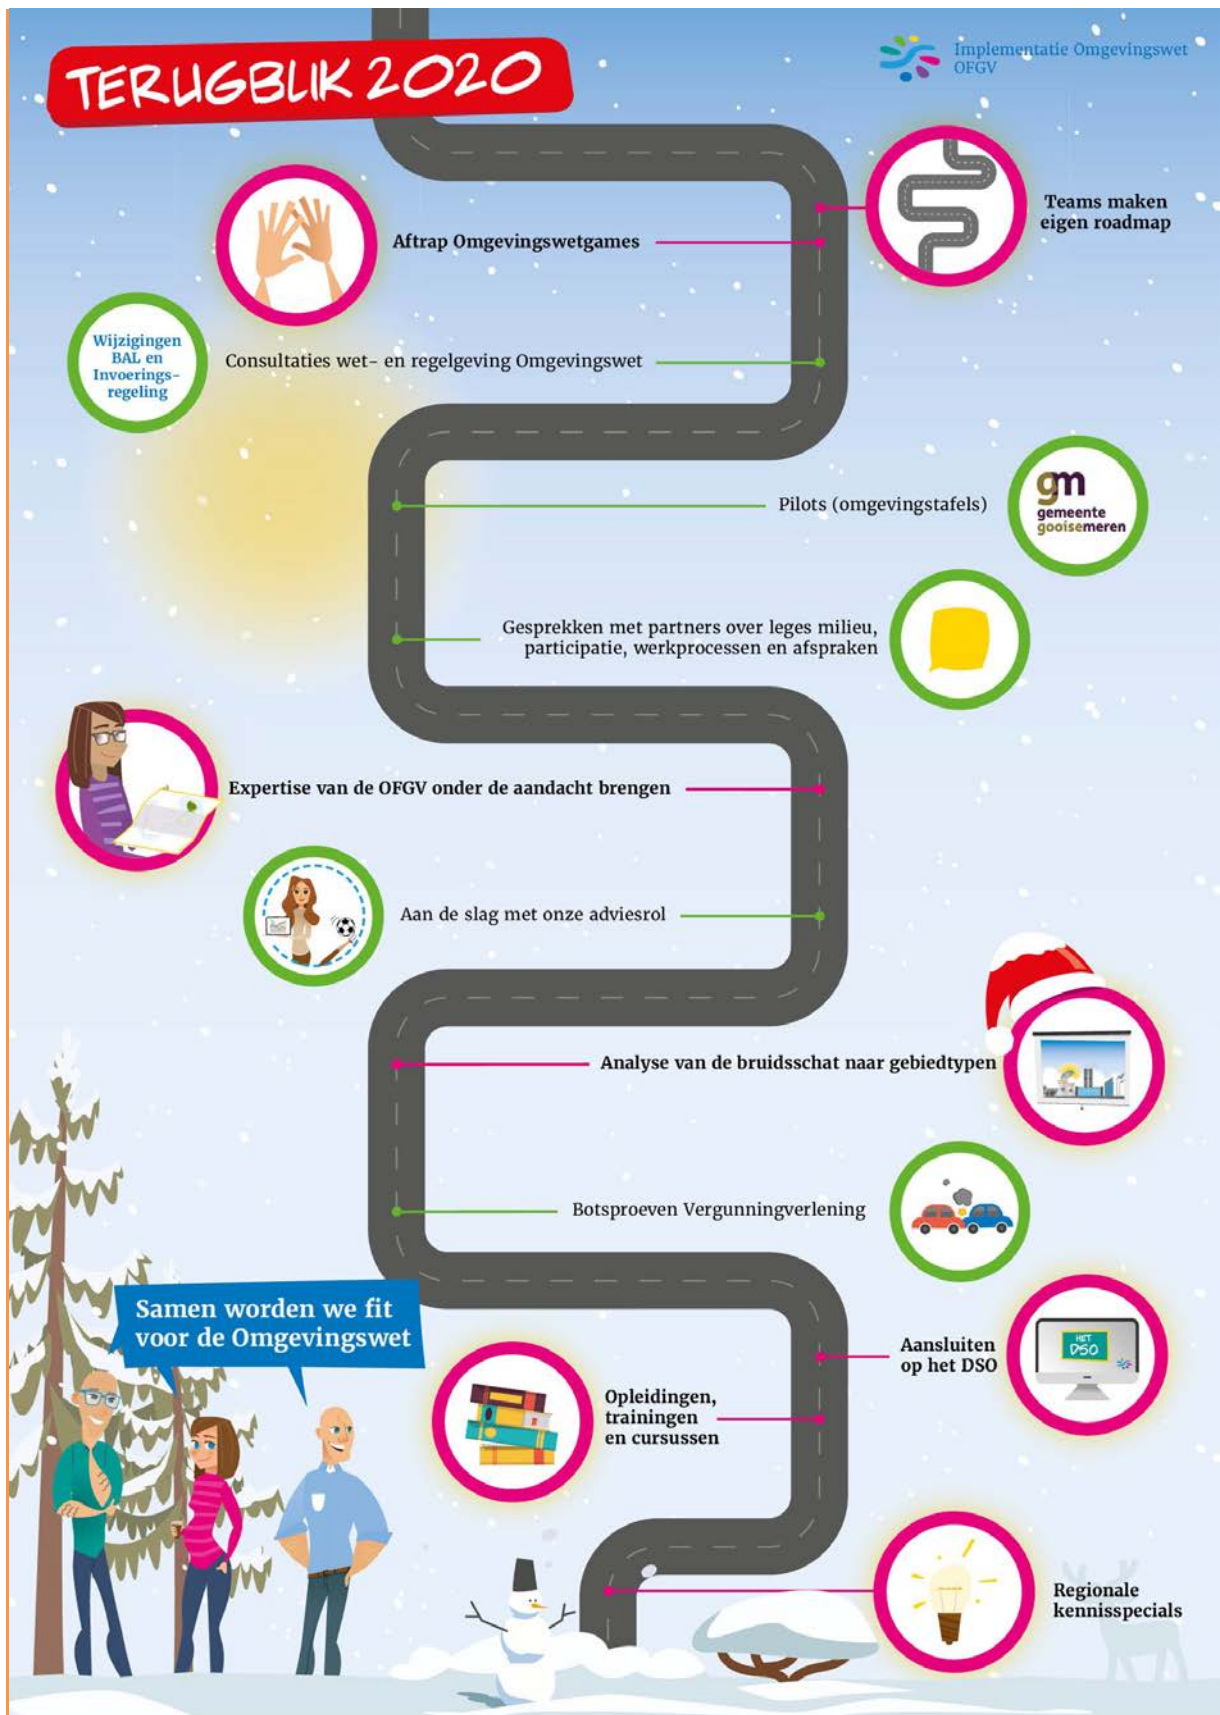 TERUGBLIK 2020
Implementatie Omgevingswet
OFGV
Teams maken
eigen roadmap
Aftrap Omgevingswetgames
Wijzigingen
BAL en
Invoerings-
regeling
Consultaties wet- en regelgeving Omgevingswet
Pilots (omgevingstafels)
gm
gemeente
gooisemeren
Gesprekken met partners over leges milieu,
participatie, werkprocessen en afspraken
Expertise van de OFGV onder de aandacht brengen
Aan de slag met onze adviesrol
Analyse van de bruidsschat naar gebiedtypen
Botsproeven Vergunningverlening
Samen worden we fit
voor de Omgevingswet
Aansluiten
op het DSO
HET
DSO
Opleidingen,
trainingen
en cursussen
Regionale
kennisspecials